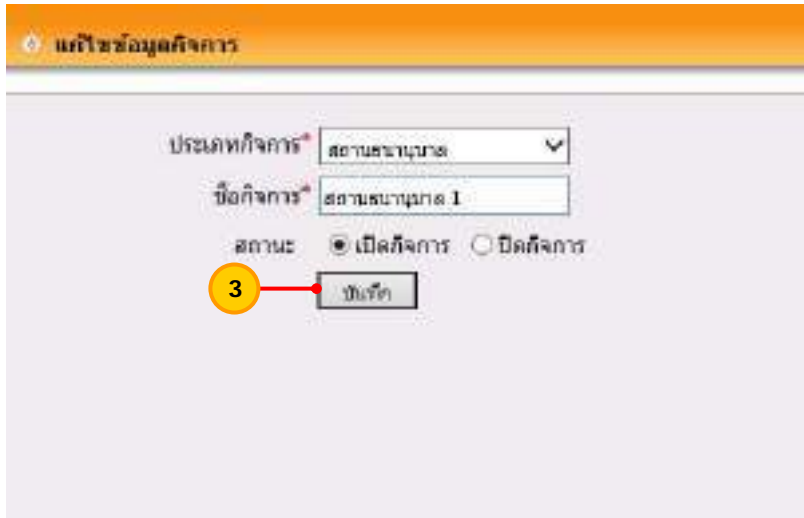 แก้ไขข้อมูลกิจการ
ประเภทกิจการ* สถานธนานุบาล
ชื่อกิจการ* สถานธนานุบาล 1
สถานะ เปิดกิจการ ปิดกิจการ
3 บันทึก